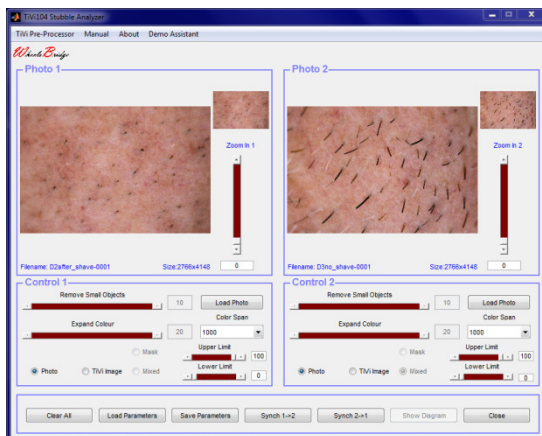 TiVi104 Stubble Analyzer
TiVi Pre-Processor Manual About Demo Assistant
WheelsBridge
Photo 1
Zoom In 1
Filename: D2after_shave-0001 Size:2766x4148 0
Photo 2
Zoom In 2
Filename: D3no_shave-0001 Size:2766x4148 0
Control 1
Remove Small Objects
10 Load Photo
Expand Colour Color Span
20 1000
Mask Upper Limit
100
Photo TiVi Image Mixed Lower Limit
0
Control 2
Remove Small Objects
10 Load Photo
Expand Colour Color Span
20 1000
Mask Upper Limit
100
Photo TiVi Image Mixed Lower Limit
0
Clear All Load Parameters Save Parameters Synch 1->2 Synch 2->1 Show Diagram Close